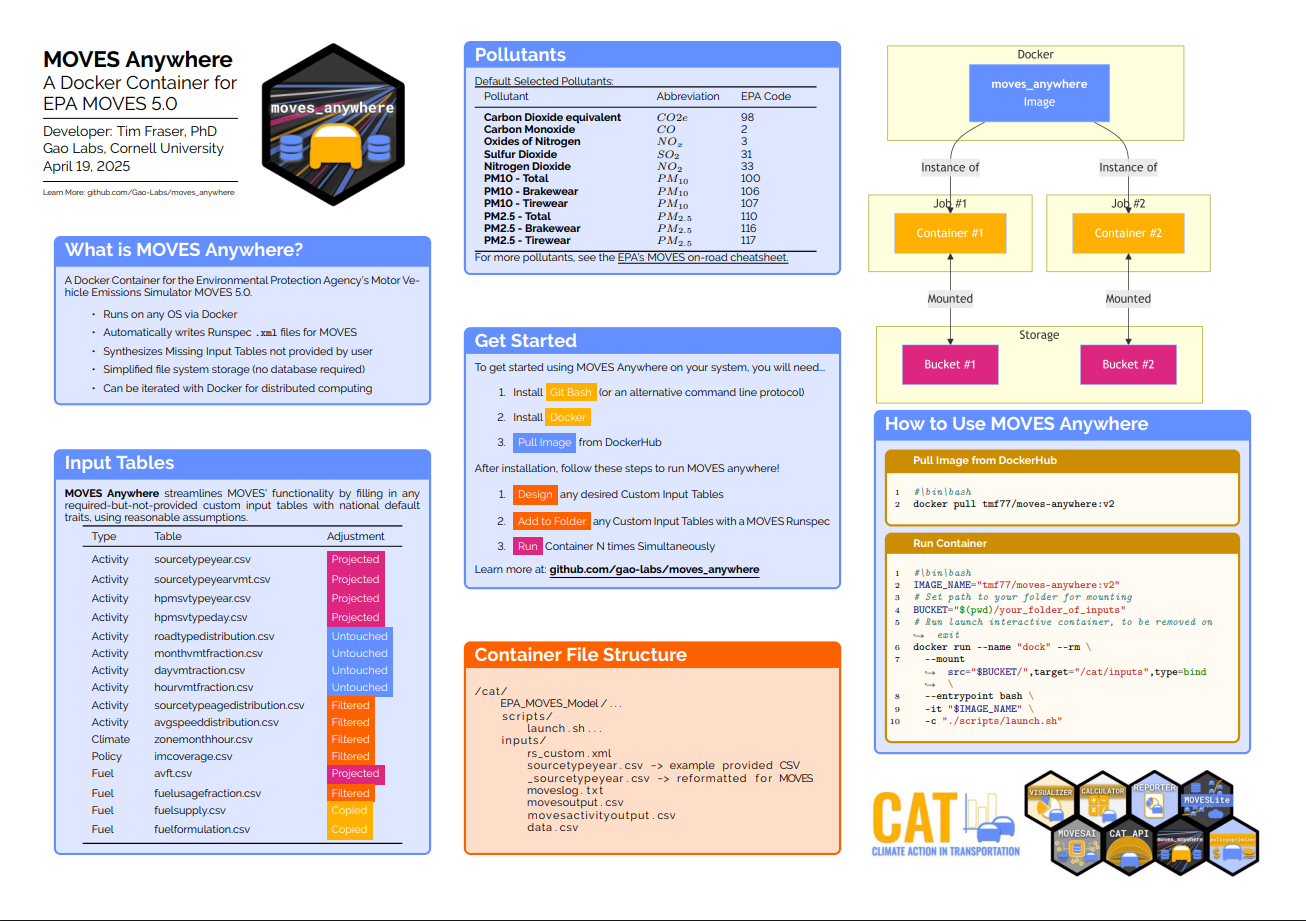 MOVES Anywhere
A Docker Container for
EPA MOVES 5.0
Developer: Tim Fraser, PhD
Gao Labs, Cornell University
April 19, 2025
Learn More: github.com/Gao-Labs/moves_anywhere
moves_anywhere
What is MOVES Anywhere?
A Docker Container for the Environmental Protection Agency's Motor Ve-
hicle Emissions Simulator MOVES 5.0.
• Runs on any OS via Docker
• Automatically writes Runspec .xml files for MOVES
• Synthesizes Missing Input Tables not provided by user
• Simplified file system storage (no database required)
• Can be iterated with Docker for distributed computing
Input Tables
MOVES Anywhere streamlines MOVES' functionality by filling in any
required-but-not-provided custom input tables with national default
traits, using reasonable assumptions.
Type Table Adjustment
Activity sourcetypeyear.csv Projected
Activity sourcetypeyearvmt.csv Projected
Activity hpmsvtypeyear.csv Projected
Activity hpmsvtypeday.csv Projected
Activity roadtypedistribution.csv Untouched
Activity monthvmtfraction.csv Untouched
Activity dayvmtraction.csv Untouched
Activity hourvmtfraction.csv Untouched
Activity sourcetypeagedistribution.csv Filtered
Activity avgspeeddistribution.csv Filtered
Climate zonemonthhour.csv Filtered
Policy imcoverage.csv Filtered
Fuel avft.csv Projected
Fuel fuelusagefraction.csv Filtered
Fuel fuelsupply.csv Copied
Fuel fuelformulation.csv Copied
Pollutants
Default Selected Pollutants:
Pollutant Abbreviation EPA Code
Carbon Dioxide equivalent CO2e 98
Carbon Monoxide CO 2
Oxides of Nitrogen NOₓ 3
Sulfur Dioxide SO₂ 31
Nitrogen Dioxide NO₂ 33
PM10 - Total PM₁₀ 100
PM10 - Brakewear PM₁₀ 106
PM10 - Tirewear PM₁₀ 107
PM2.5 - Total PM₂.₅ 110
PM2.5 - Brakewear PM₂.₅ 116
PM2.5 - Tirewear PM₂.₅ 117
For more pollutants, see the EPA's MOVES on-road cheatsheet.
Get Started
To get started using MOVES Anywhere on your system, you will need...
1. Install Git Bash (or an alternative command line protocol)
2. Install Docker
3. Pull Image from DockerHub
After installation, follow these steps to run MOVES anywhere!
1. Design any desired Custom Input Tables
2. Add to Folder any Custom Input Tables with a MOVES Runspec
3. Run Container N times Simultaneously
Learn more at: github.com/gao-labs/moves_anywhere
Container File Structure
/cat/
EPA_MOVES_Model/...
scripts/
launch.sh...
inputs/
rs_custom.xml
sourcetypeyear.csv -> example provided CSV
_sourcetypeyear.csv -> reformatted for MOVES
moveslog.txt
movesoutput.csv
movesactivityoutput.csv
data.csv
Docker
moves_anywhere
Image
Instance of Instance of
Job #1 Job #2
Container #1 Container #2
Mounted Mounted
Storage
Bucket #1 Bucket #2
How to Use MOVES Anywhere
Pull Image from DockerHub
1 #\bin\bash
2 docker pull tmf77/moves-anywhere:v2
Run Container
1 #\bin\bash
2 IMAGE_NAME="tmf77/moves-anywhere:v2"
3 # Set path to your folder for mounting
4 BUCKET="$(pwd)/your_folder_of_inputs"
5 # Run launch interactive container, to be removed on
↪ exit
6 docker run --name "dock" --rm \
7 --mount
↪ src="$BUCKET/",target="/cat/inputs",type=bind
↪ \
8 --entrypoint bash \
9 -it "$IMAGE_NAME" \
10 -c "./scripts/launch.sh"
CAT
CLIMATE ACTION IN TRANSPORTATION
VISUALIZER CALCULATOR REPORTER MOVESLite
MOVESAI CAT API moves_anywhere policyoptimizer